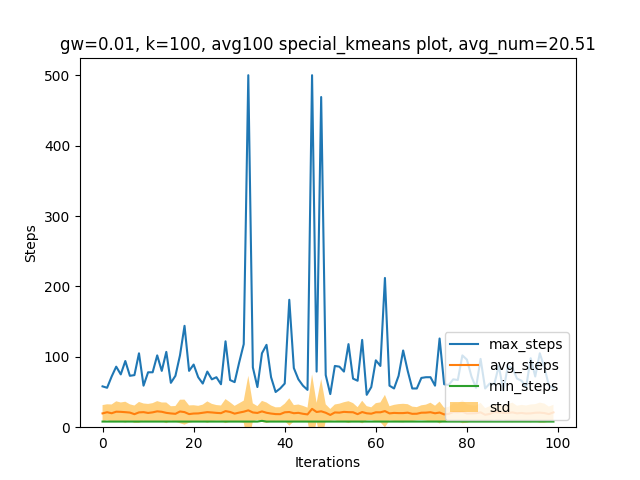 gw=0.01, k=100, avg100 special_kmeans plot, avg_num=20.51
500
400
300
200
100
0
Steps
0 20 40 60 80 100
Iterations
max_steps
avg_steps
min_steps
std